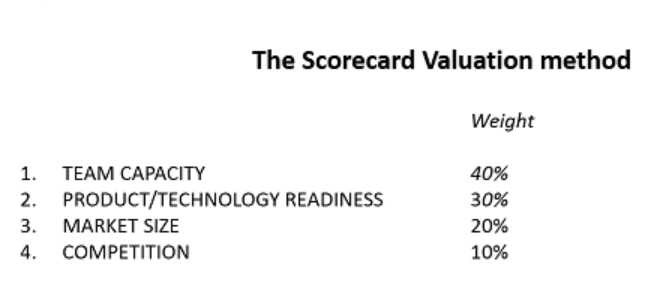 The Scorecard Valuation method
Weight
1. TEAM CAPACITY 40%
2. PRODUCT/TECHNOLOGY READINESS 30%
3. MARKET SIZE 20%
4. COMPETITION 10%